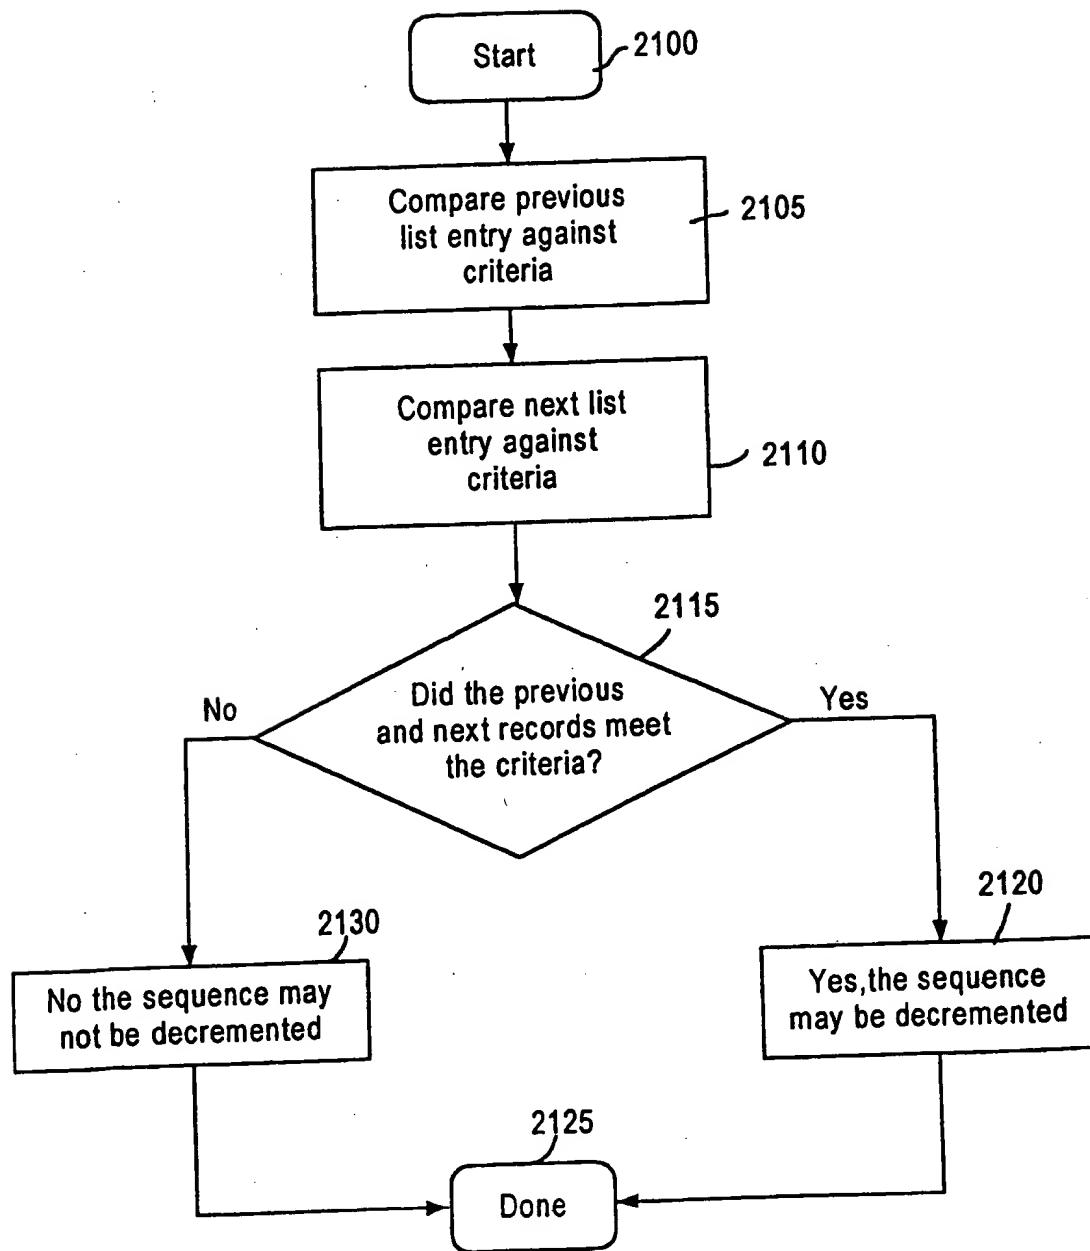 Start
2100
Compare previous
list entry against
criteria
2105
Compare next list
entry against
criteria
2110
2115
Did the previous
and next records meet
the criteria?
No
Yes
2130
No the sequence may
not be decremented
2120
Yes,the sequence
may be decremented
2125
Done